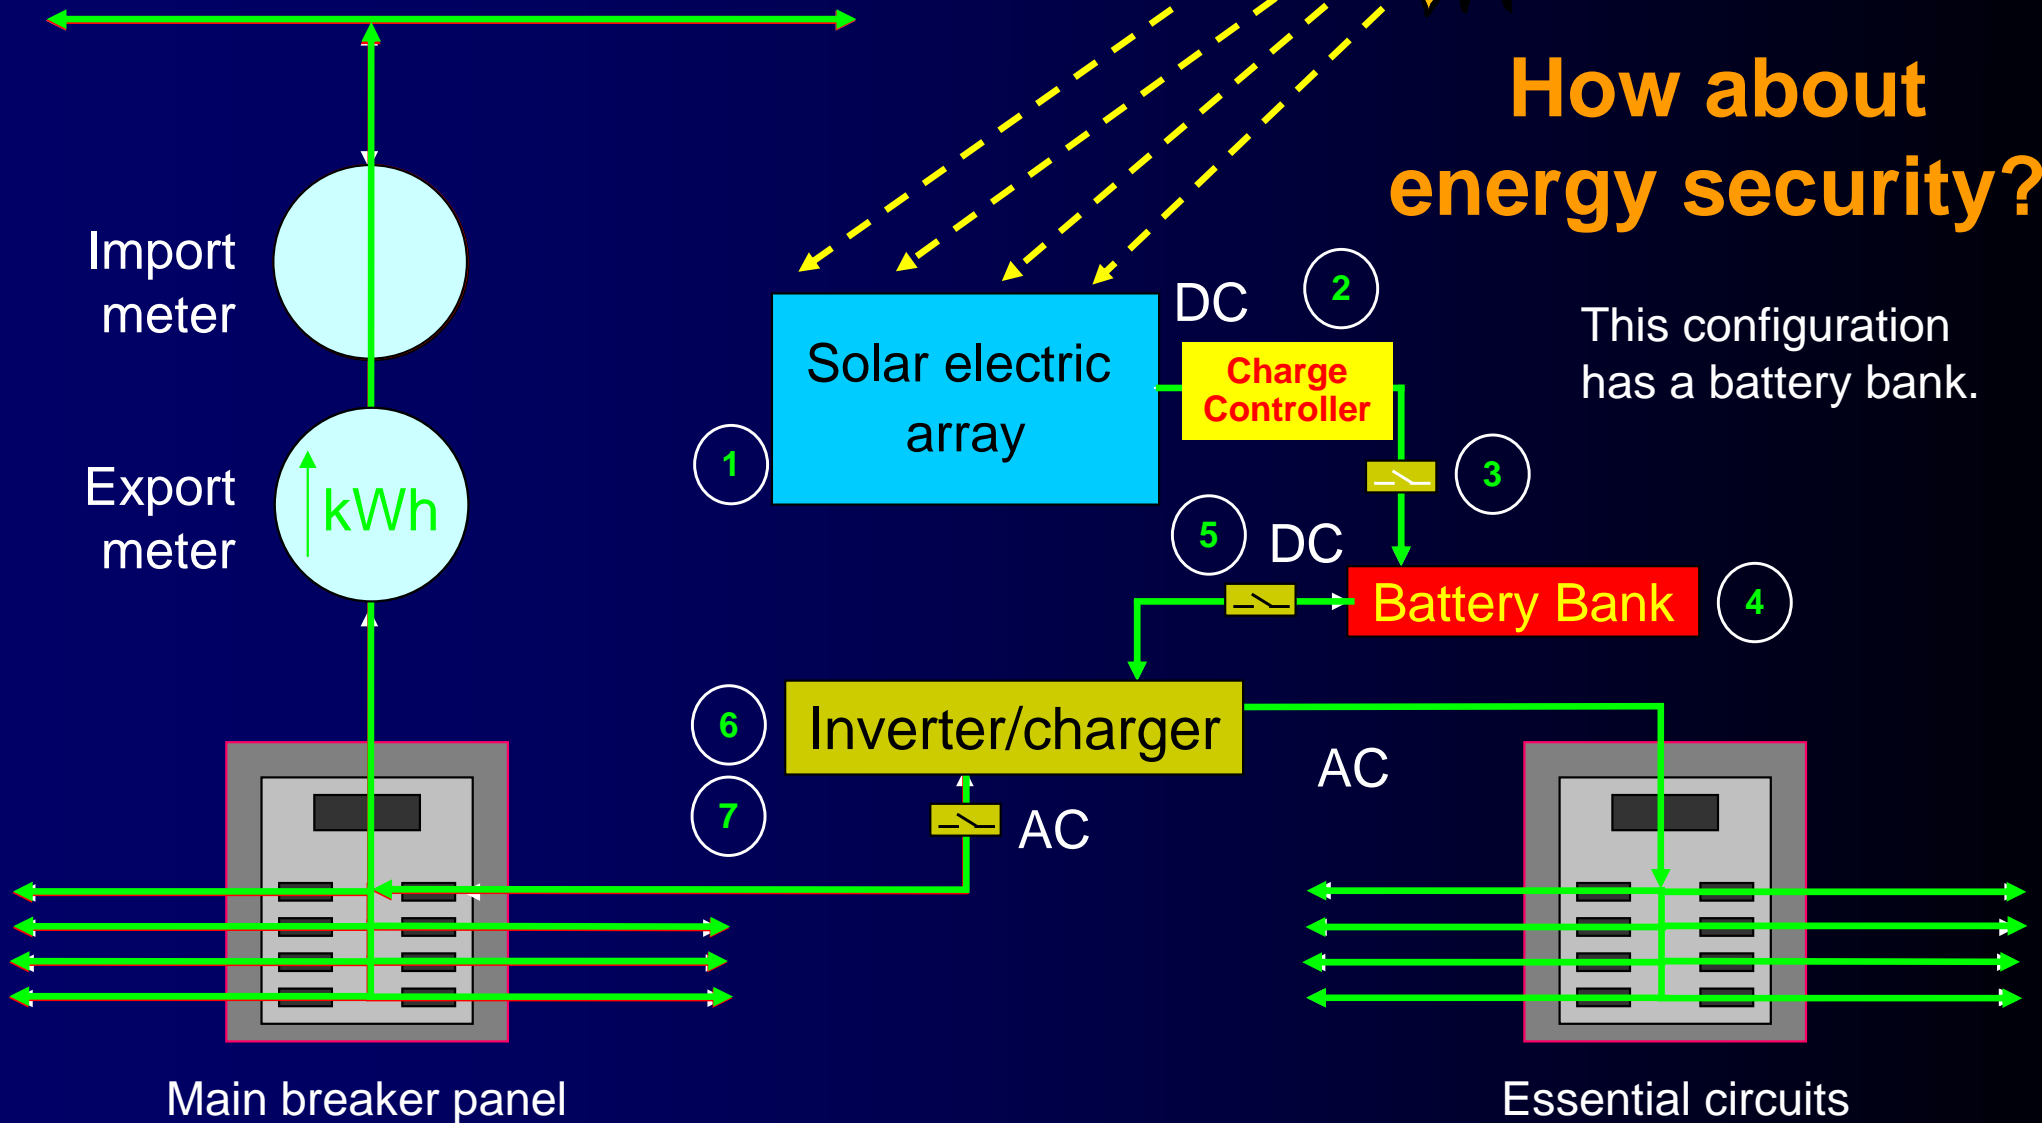 How about
energy security?
This configuration
has a battery bank.
Import
meter
Export
meter
kWh
Solar electric
array
1
DC
2
Charge
Controller
3
5
DC
Battery Bank
4
6
Inverter/charger
7
AC
AC
Main breaker panel
Essential circuits